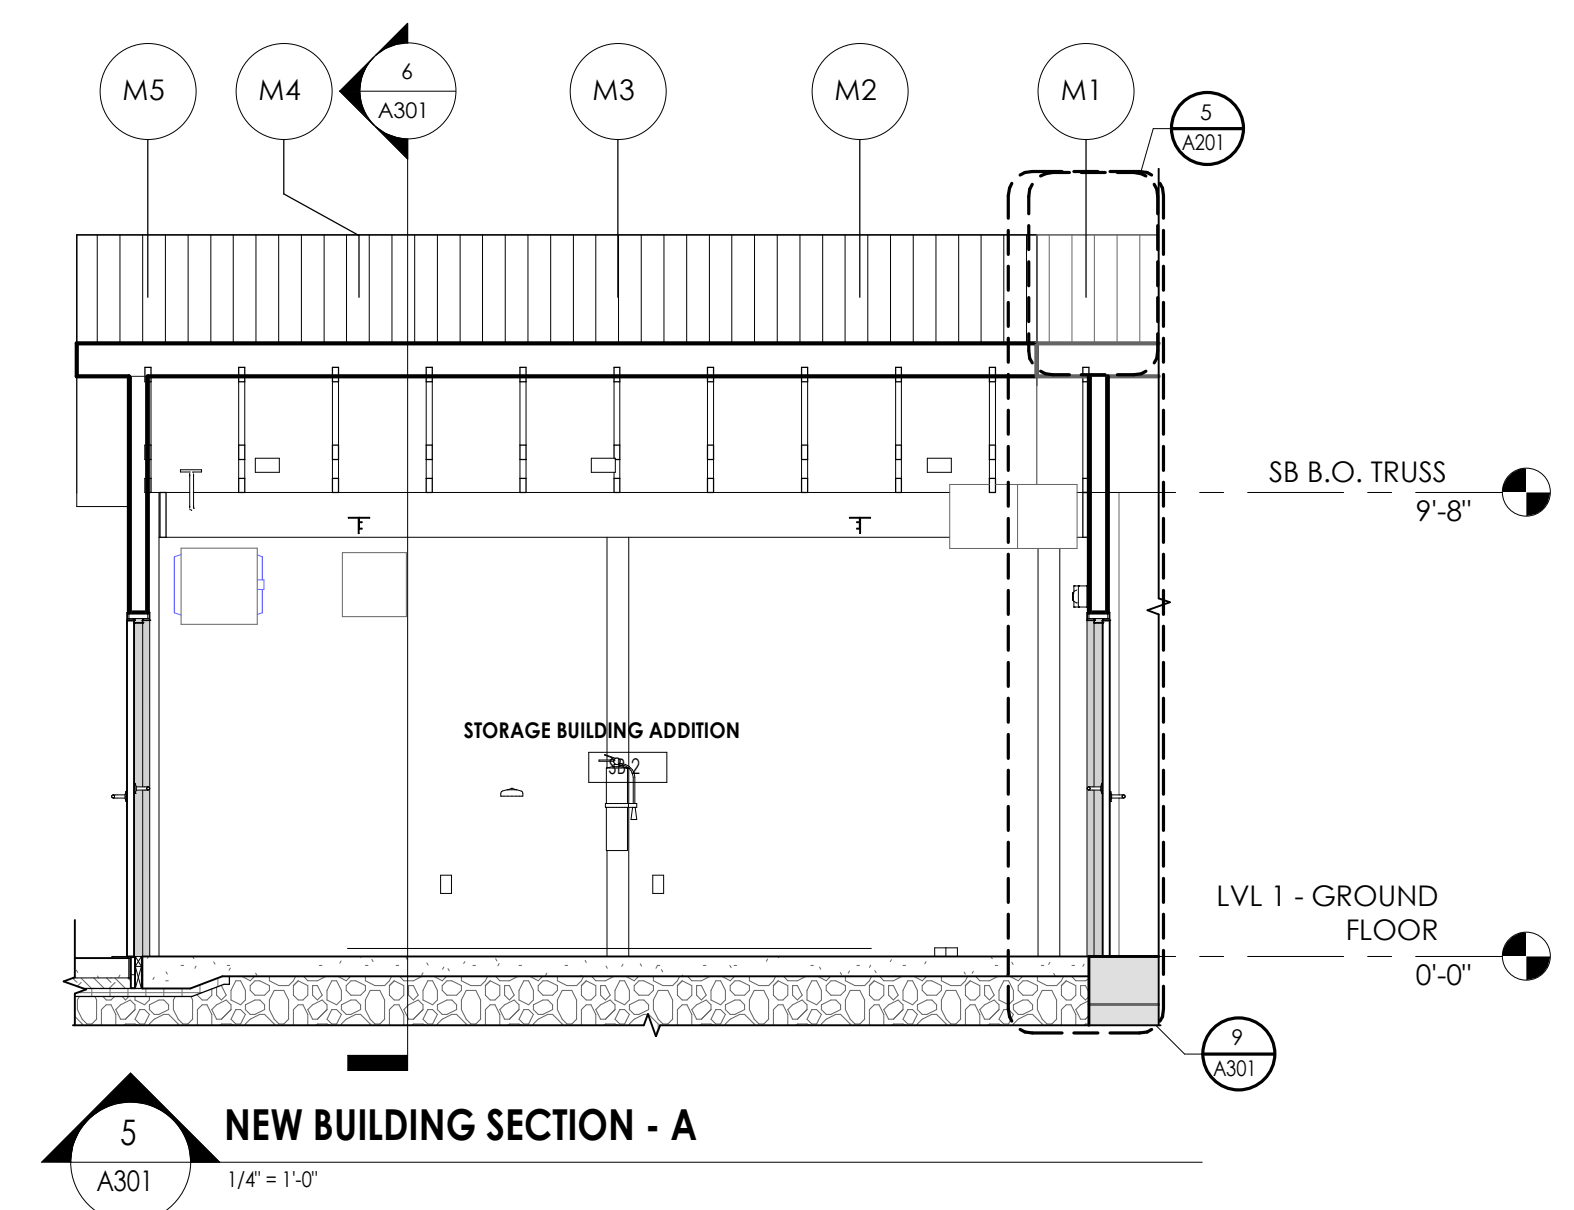 M5
M4
6
A301
M3
M2
M1
5
A201
SB B.O. TRUSS
9'-8"
STORAGE BUILDING ADDITION
SB 2
LVL 1 - GROUND
FLOOR
0'-0"
9
A301
5
A301
NEW BUILDING SECTION - A
1/4" = 1'-0"